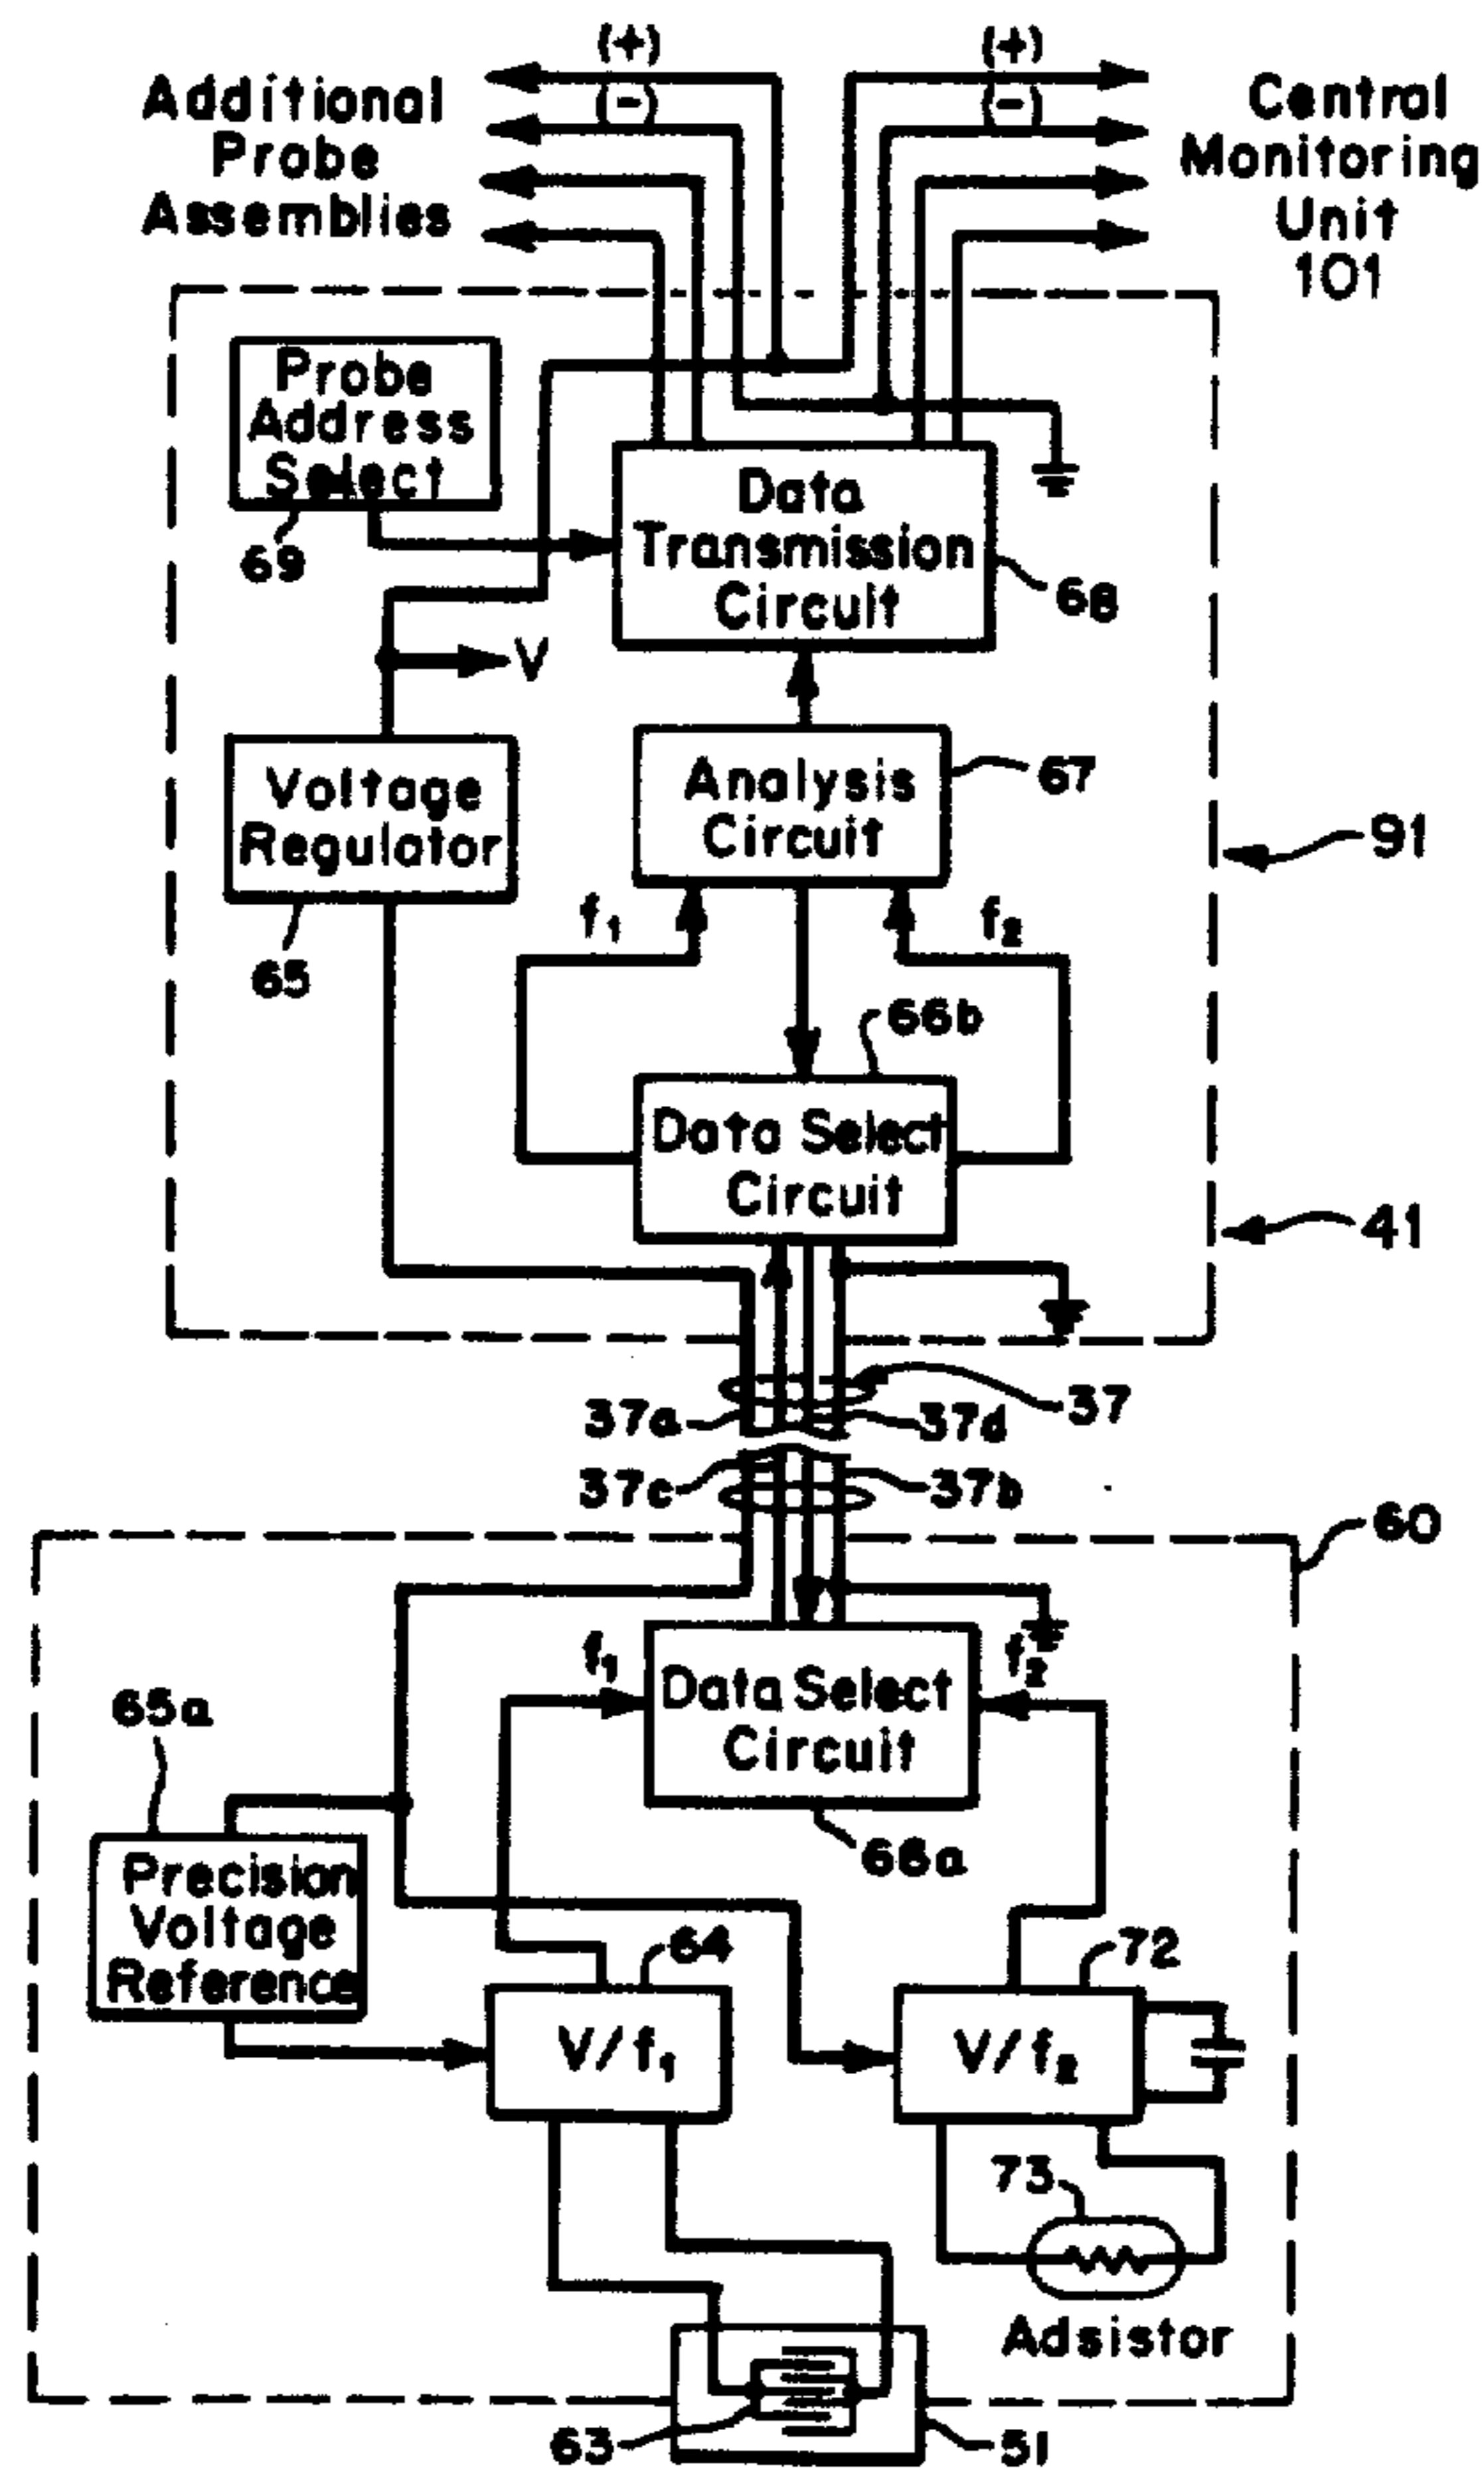 (+)
(+)
Additional
Probe
Assemblies
(-)
(-)
Central
Monitoring
Unit
101
Probe
Address
Select
69
Data
Transmission
Circuit
68
V
Voltage
Regulator
65
Analysis
Circuit
67
91
f1
f2
66b
Data Select
Circuit
41
37a
37d
37
37c
37b
60
f1
f2
Data Select
Circuit
66a
65a
Precision
Voltage
Reference
64
72
V/f1
V/f2
73
Adsistor
63
51